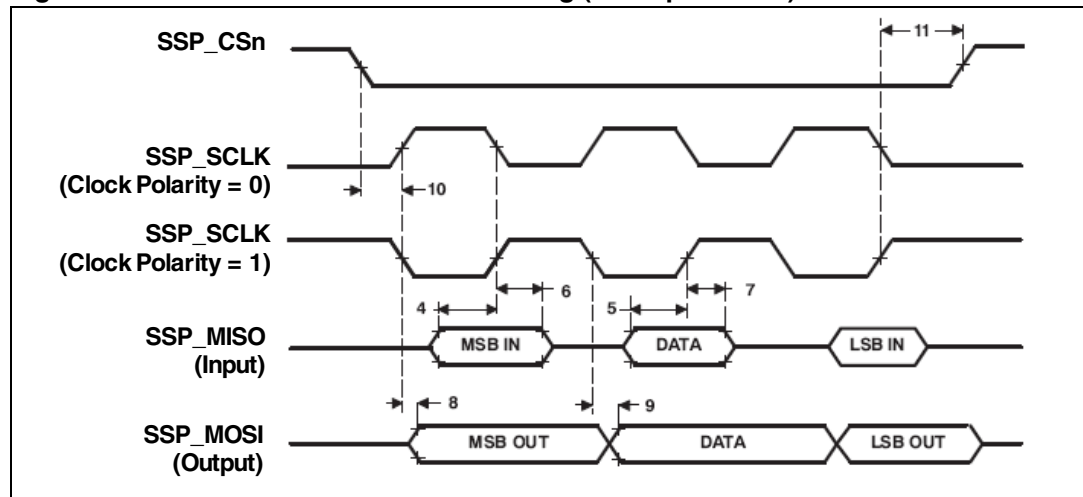 SSP_CSn
11
SSP_SCLK
(Clock Polarity = 0)
10
SSP_SCLK
(Clock Polarity = 1)
4
6
5
7
SSP_MISO
(Input)
MSB IN
DATA
LSB IN
8
9
SSP_MOSI
(Output)
MSB OUT
DATA
LSB OUT